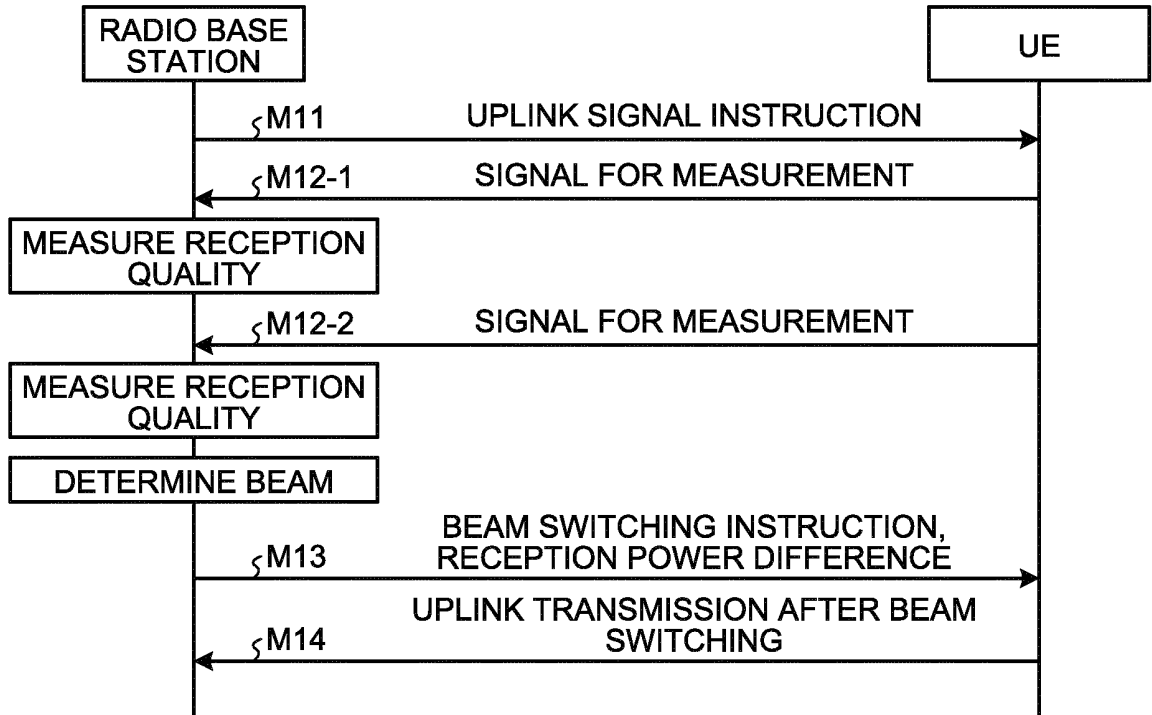 RADIO BASE
STATION
UE
M11
UPLINK SIGNAL INSTRUCTION
M12-1
SIGNAL FOR MEASUREMENT
MEASURE RECEPTION
QUALITY
M12-2
SIGNAL FOR MEASUREMENT
MEASURE RECEPTION
QUALITY
DETERMINE BEAM
BEAM SWITCHING INSTRUCTION,
M13
RECEPTION POWER DIFFERENCE
UPLINK TRANSMISSION AFTER BEAM
M14
SWITCHING